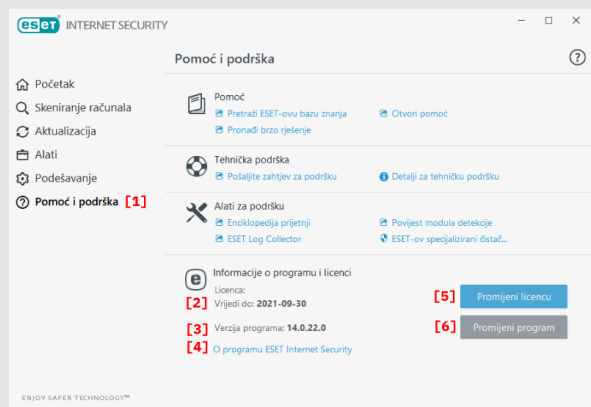 eset INTERNET SECURITY
Pomoć i podrška
?
Početak
Skeniranje računala
Aktualizacija
Alati
Podešavanje
Pomoć i podrška [1]
Pomoć
Pretraži ESET-ovu bazu znanja Otvori pomoć
Pronađi brzo rješenje
Tehnička podrška
Pošaljite zahtjev za podršku Detalji za tehničku podršku
Alati za podršku
Enciklopedija prijetnji Povijest modula detekcije
ESET Log Collector ESET-ov specijalizirani čistač...
Informacije o programu i licenci
Licenca:
[2] Vrijedi do: 2021-09-30 [5] Promijeni licencu
[3] Verzija programa: 14.0.22.0 [6] Promijeni program
[4] O programu ESET Internet Security
ENJOY SAFER TECHNOLOGY™